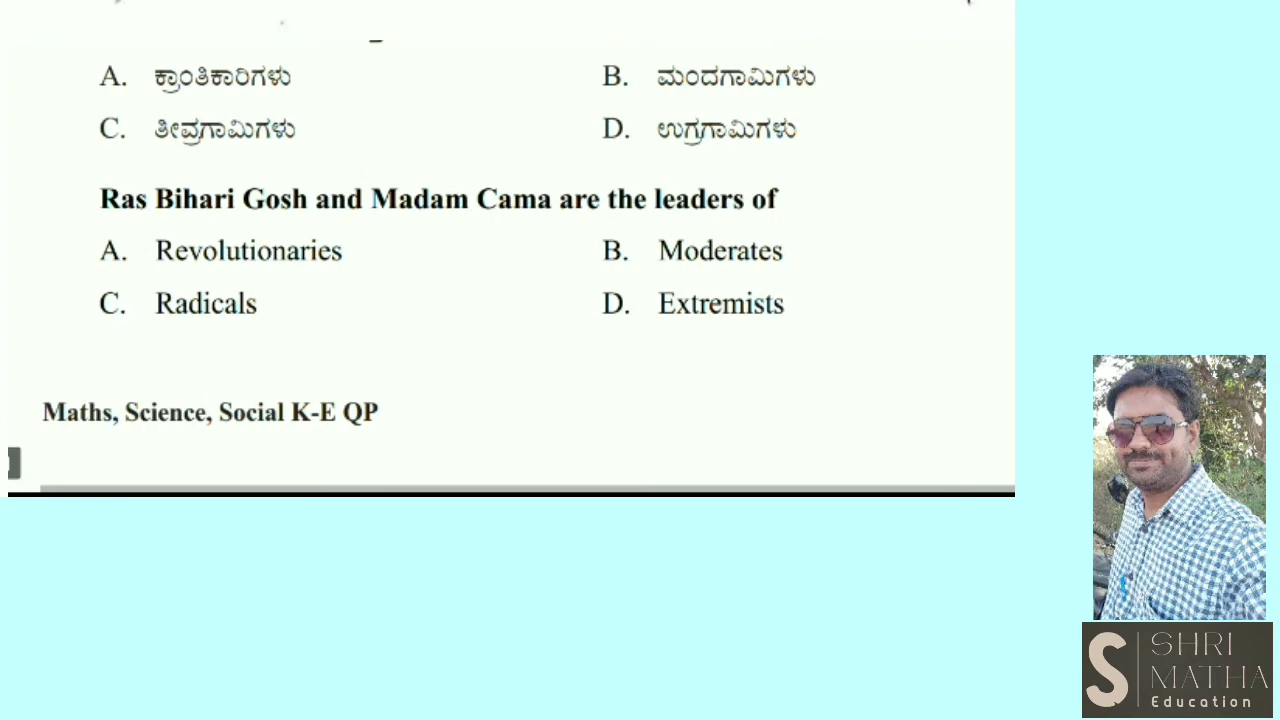 A. ಕ್ರಾಂತಿಕಾರಿಗಳು B. ಮಂದಗಾಮಿಗಳು
C. ತೀವ್ರಗಾಮಿಗಳು D. ಉಗ್ರಗಾಮಿಗಳು
Ras Bihari Gosh and Madam Cama are the leaders of
A. Revolutionaries B. Moderates
C. Radicals D. Extremists
Maths, Science, Social K-E QP
S SHRI
MATHA
Education